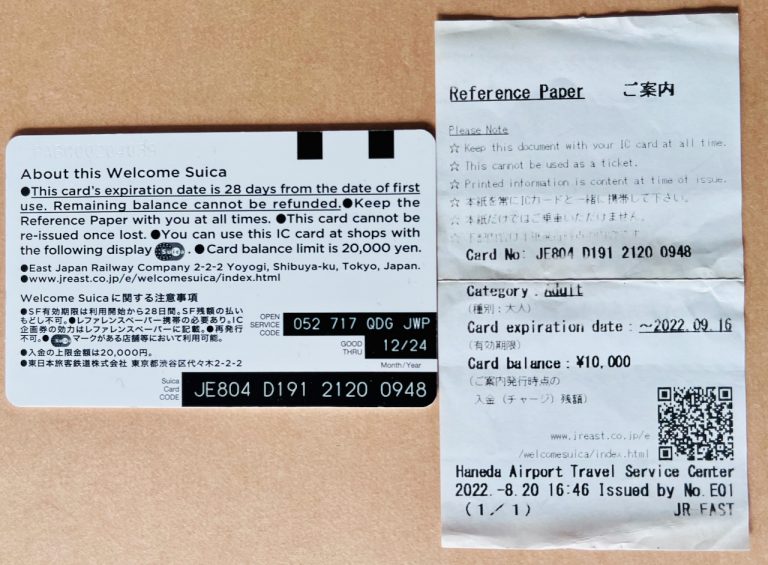 About this Welcome Suica
●This card's expiration date is 28 days from the date of first
use. Remaining balance cannot be refunded.●Keep the
Reference Paper with you at all times. ●This card cannot be
re-issued once lost. ●You can use this IC card at shops with
the following display . ●Card balance limit is 20,000 yen.
●East Japan Railway Company 2-2-2 Yoyogi, Shibuya-ku, Tokyo, Japan.
●www.jreast.co.jp/e/welcomesuica/index.html
Welcome Suicaに関する注意事項
●SF有効期限は利用開始から28日間。SF残額の払い
もどし不可。●レファレンスペーパー携帯の必要あり。IC
企画券の効力はレファレンスペーパーに記載。●再発行
不可。● マークがある店舗等において利用可能。
●入金の上限金額は20,000円。
●東日本旅客鉄道株式会社 東京都渋谷区代々木2-2-2
OPEN
SERVICE
CODE
052 717 QDG JWP
GOOD
THRU
12/24
Month/Year
Suica
Card
CODE
JE804 D191 2120 0948
Reference Paper ご案内
Please Note
☆ Keep this document with your IC card at all time.
☆ This cannot be used as a ticket.
☆ Printed information is content at time of issue.
☆ 本紙を常にICカードと一緒に携帯して下さい。
☆ 本紙だけではご乗車いただけません。
Card No: JE804 D191 2120 0948
Category : Adult
(種別：大人)
Card expiration date : ～2022.09.16
(有効期限)
Card balance : ¥10,000
(ご案内発行時点の
入金 (チャージ) 残額)
www.jreast.co.jp/e
/welcomesuica/index.html
Haneda Airport Travel Service Center
2022.-8.20 16:46 Issued by No.E01
(1/1) JR EAST